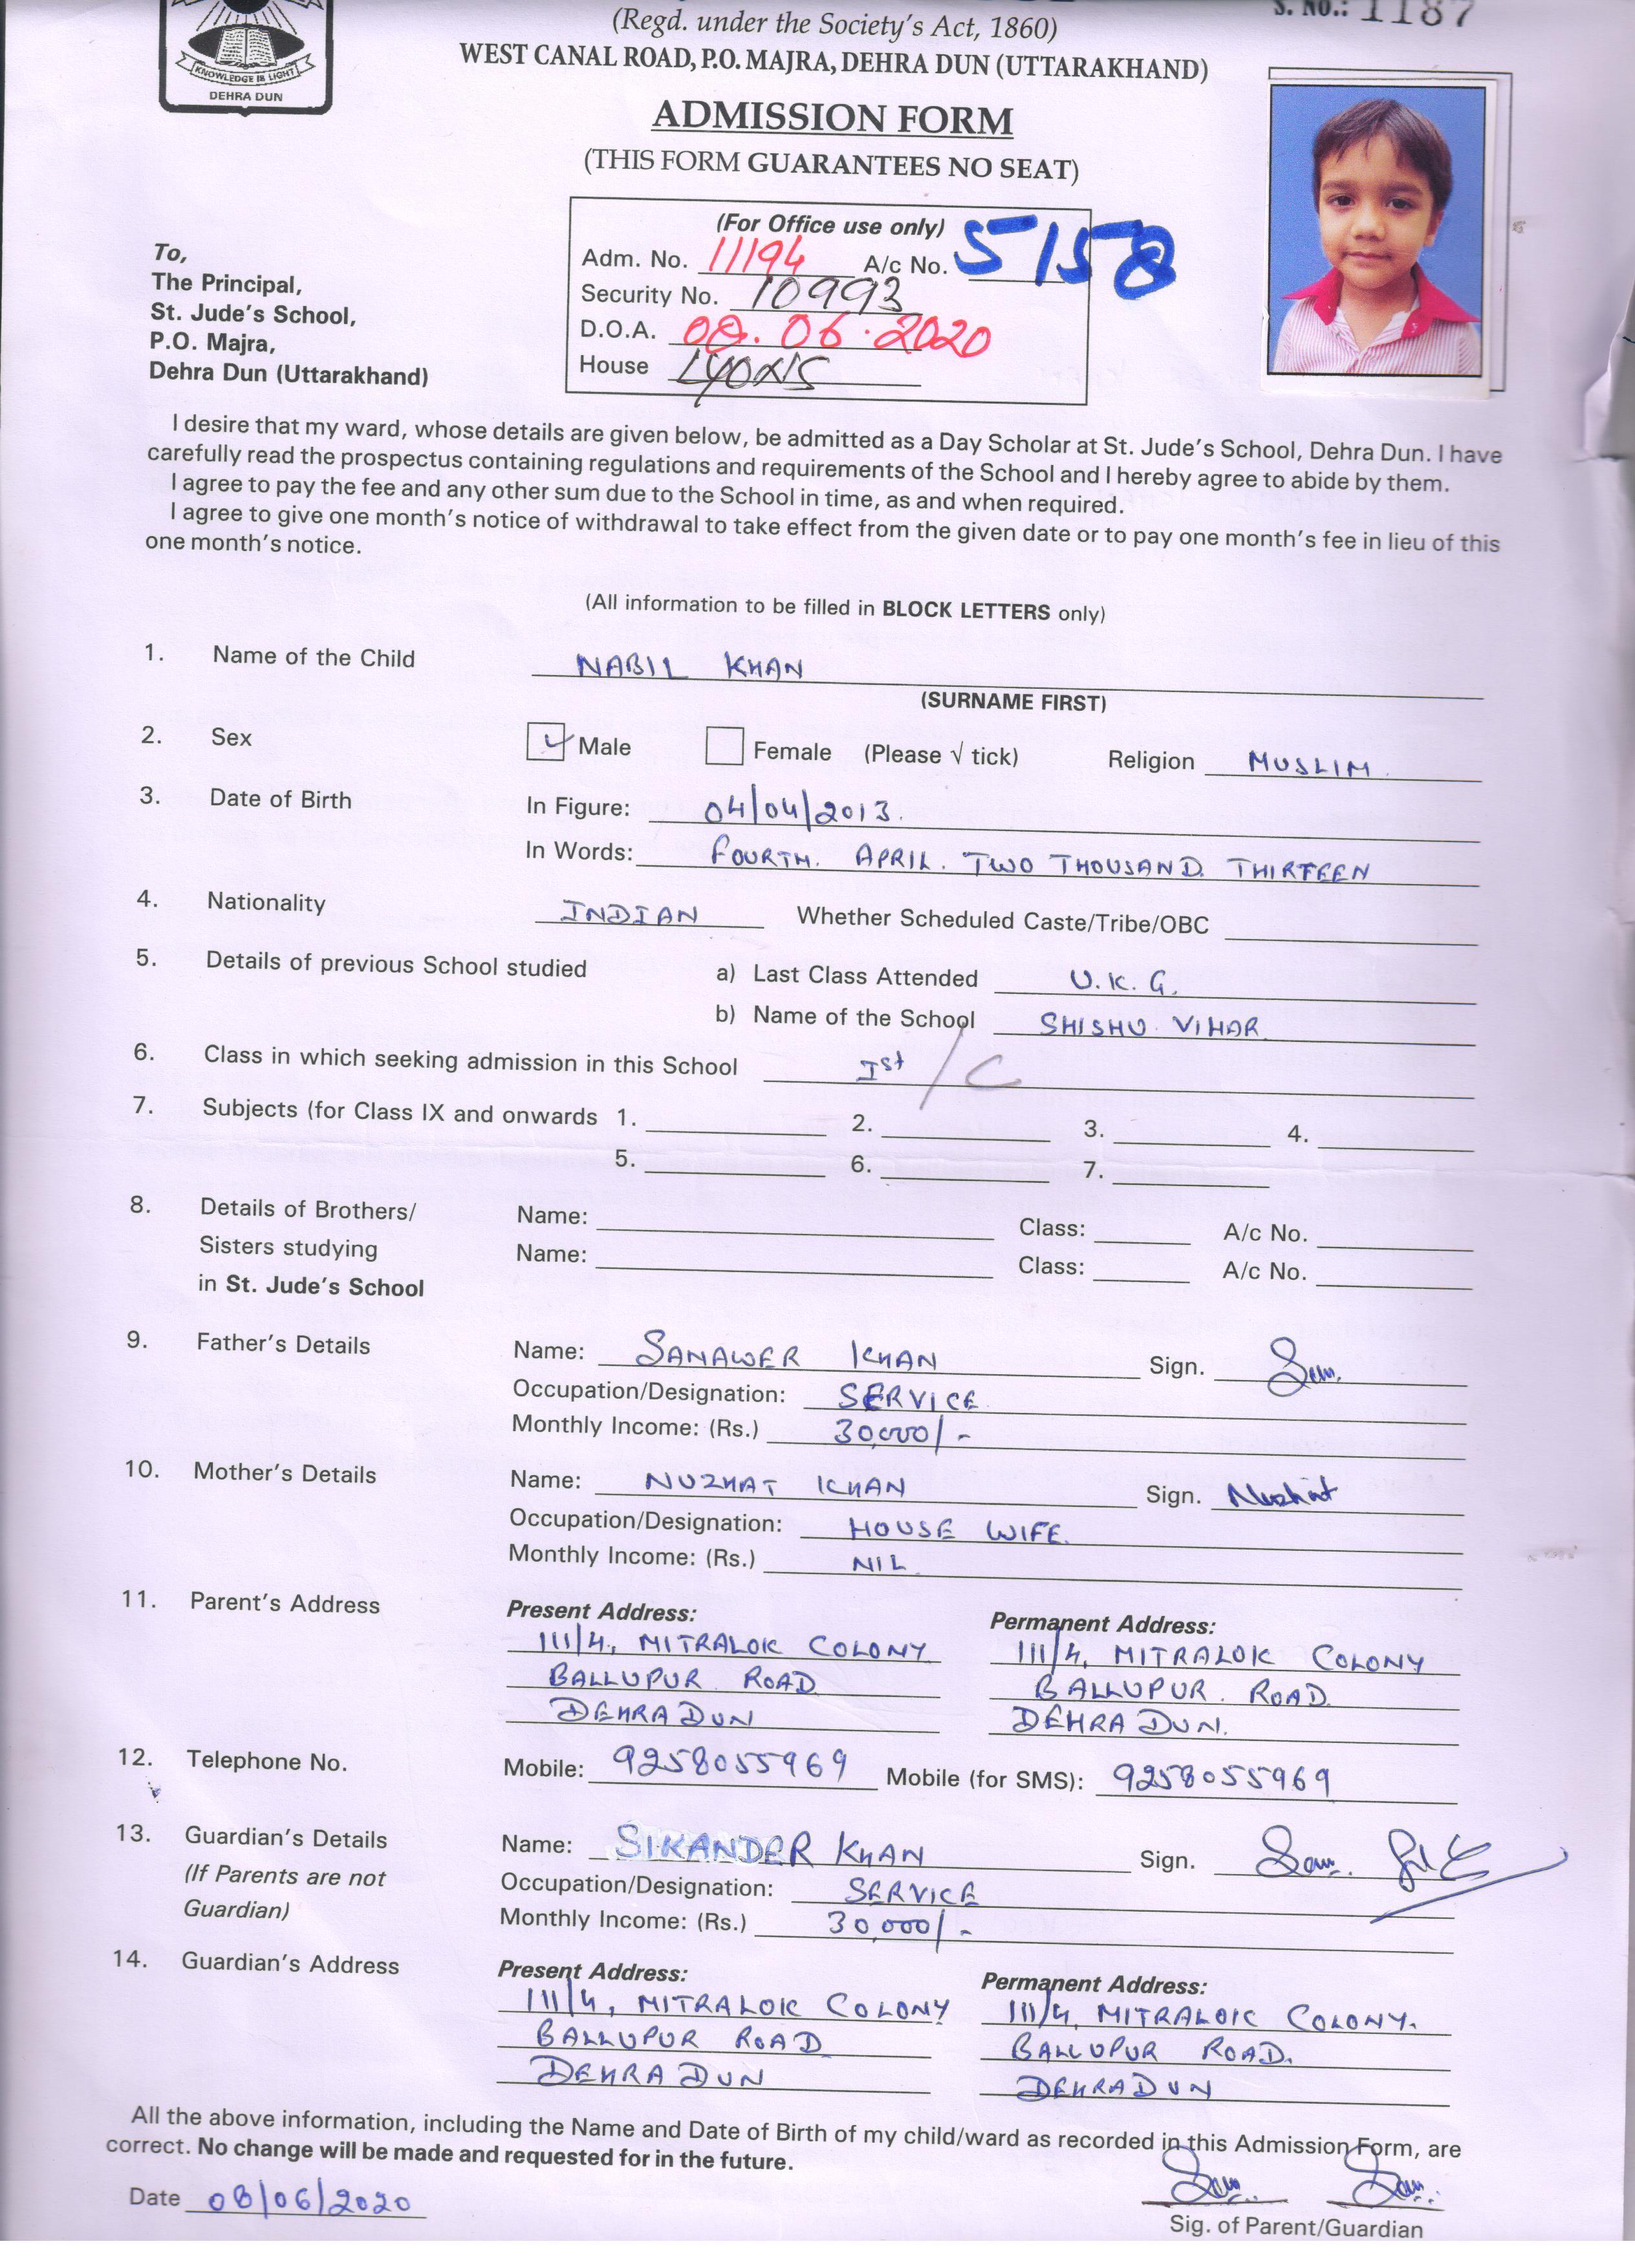 (Regd. under the Society's Act, 1860)
S. NO.: 1187
WEST CANAL ROAD, P.O. MAJRA, DEHRA DUN (UTTARAKHAND)
KNOWLEDGE IS LIGHT
DEHRA DUN
ADMISSION FORM
(THIS FORM GUARANTEES NO SEAT)
(For Office use only)
Adm. No. 11194 A/c No. 5158
Security No. 10993
D.O.A. 09.06.2020
House LYONS
To,
The Principal,
St. Jude's School,
P.O. Majra,
Dehra Dun (Uttarakhand)
I desire that my ward, whose details are given below, be admitted as a Day Scholar at St. Jude's School, Dehra Dun. I have
carefully read the prospectus containing regulations and requirements of the School and I hereby agree to abide by them.
I agree to pay the fee and any other sum due to the School in time, as and when required.
I agree to give one month's notice of withdrawal to take effect from the given date or to pay one month's fee in lieu of this
one month's notice.
(All information to be filled in BLOCK LETTERS only)
1. Name of the Child NABIL KHAN
(SURNAME FIRST)
2. Sex Male Female (Please √ tick) Religion MUSLIM
3. Date of Birth In Figure: 04/04/2013.
In Words: FOURTH. APRIL. TWO THOUSAND. THIRTEEN
4. Nationality INDIAN Whether Scheduled Caste/Tribe/OBC
5. Details of previous School studied a) Last Class Attended U.K.G.
b) Name of the School SHISHU VIHAR
6. Class in which seeking admission in this School Ist / C
7. Subjects (for Class IX and onwards 1. 2. 3. 4.
5. 6. 7.
8. Details of Brothers/ Name: Class: A/c No.
Sisters studying Name: Class: A/c No.
in St. Jude's School
9. Father's Details Name: SANAWER KHAN Sign.
Occupation/Designation: SERVICE
Monthly Income: (Rs.) 30,000/-
10. Mother's Details Name: NUZHAT KHAN Sign. Nuzhat
Occupation/Designation: HOUSE WIFE.
Monthly Income: (Rs.) NIL
11. Parent's Address Present Address: Permanent Address:
111/4, MITRALOK COLONY 111/4, MITRALOK COLONY
BALLUPUR ROAD BALLUPUR. ROAD.
DEHRA DUN DEHRA DUN.
12. Telephone No. Mobile: 9258055969 Mobile (for SMS): 9258055969
13. Guardian's Details Name: SIKANDER KHAN Sign.
(If Parents are not Occupation/Designation: SERVICE
Guardian) Monthly Income: (Rs.) 30,000/-
14. Guardian's Address Present Address: Permanent Address:
111/4, MITRALOK COLONY 111/4, MITRALOK COLONY.
BALLUPUR ROAD BALLUPUR ROAD.
DEHRA DUN DEHRADUN
All the above information, including the Name and Date of Birth of my child/ward as recorded in this Admission Form, are
correct. No change will be made and requested for in the future.
Date 08/06/2020
Sig. of Parent/Guardian